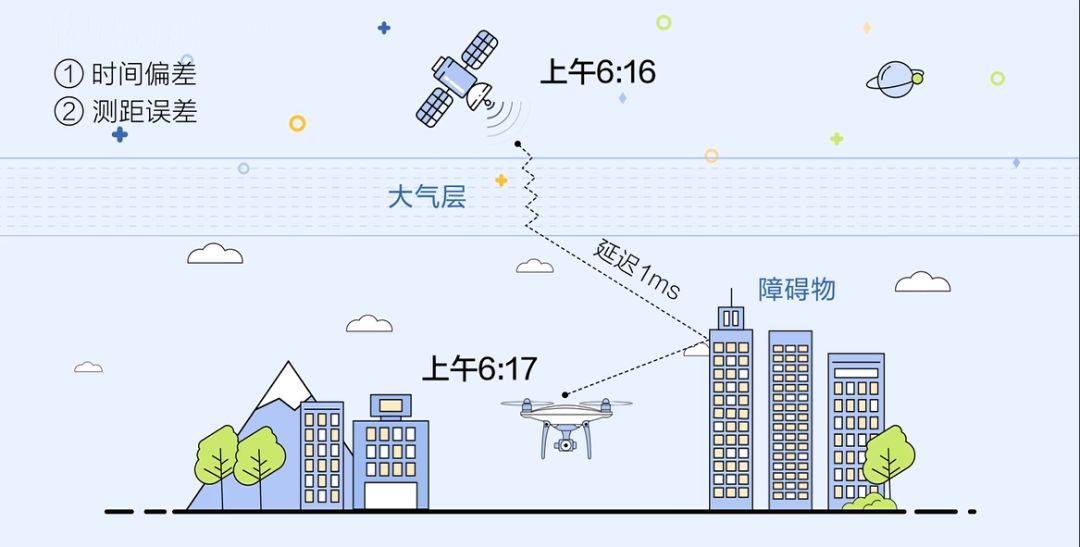 ① 时间偏差
② 测距误差
上午6:16
大气层
延迟1ms
障碍物
上午6:17